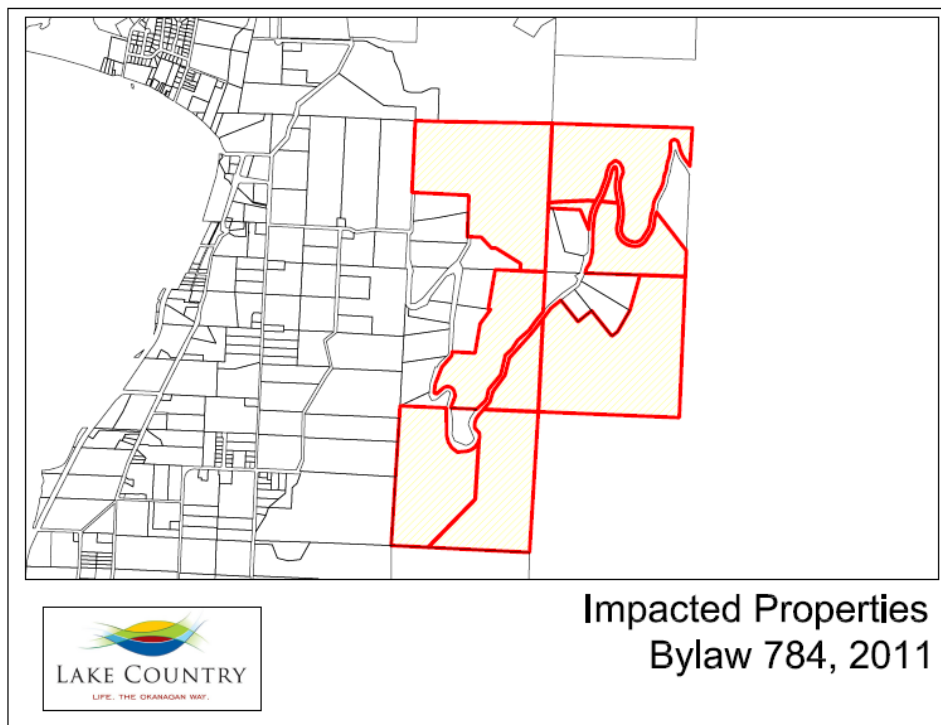 Impacted Properties
Bylaw 784, 2011
LAKE COUNTRY
LIFE. THE OKANAGAN WAY.